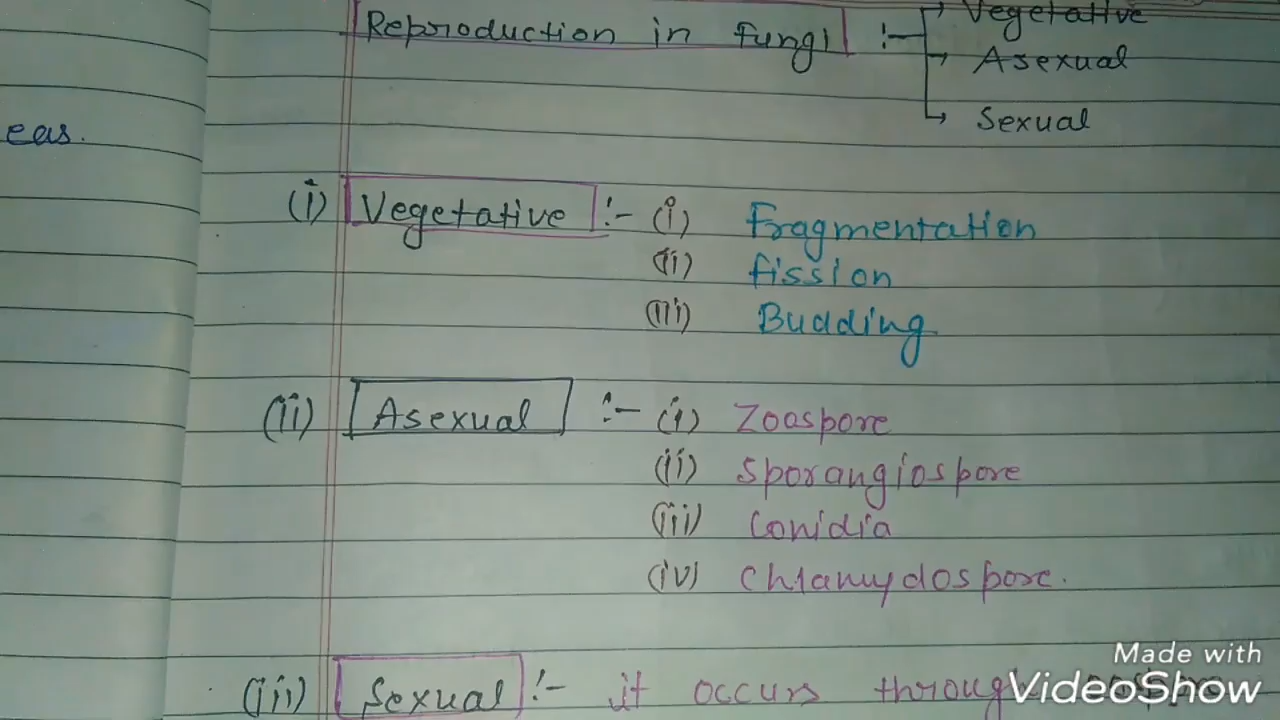 Reproduction in fungi :- → Vegetative
→ Asexual
→ Sexual
eas.
(i) Vegetative :- (i) Fragmentation
(ii) fission
(iii) Budding
(ii) Asexual :- (i) Zoospore
(ii) Sporangiospore
(iii) Conidia
(iv) Chlamydospore.
(iii) Sexual :- it occurs through
Made with
VideoShow